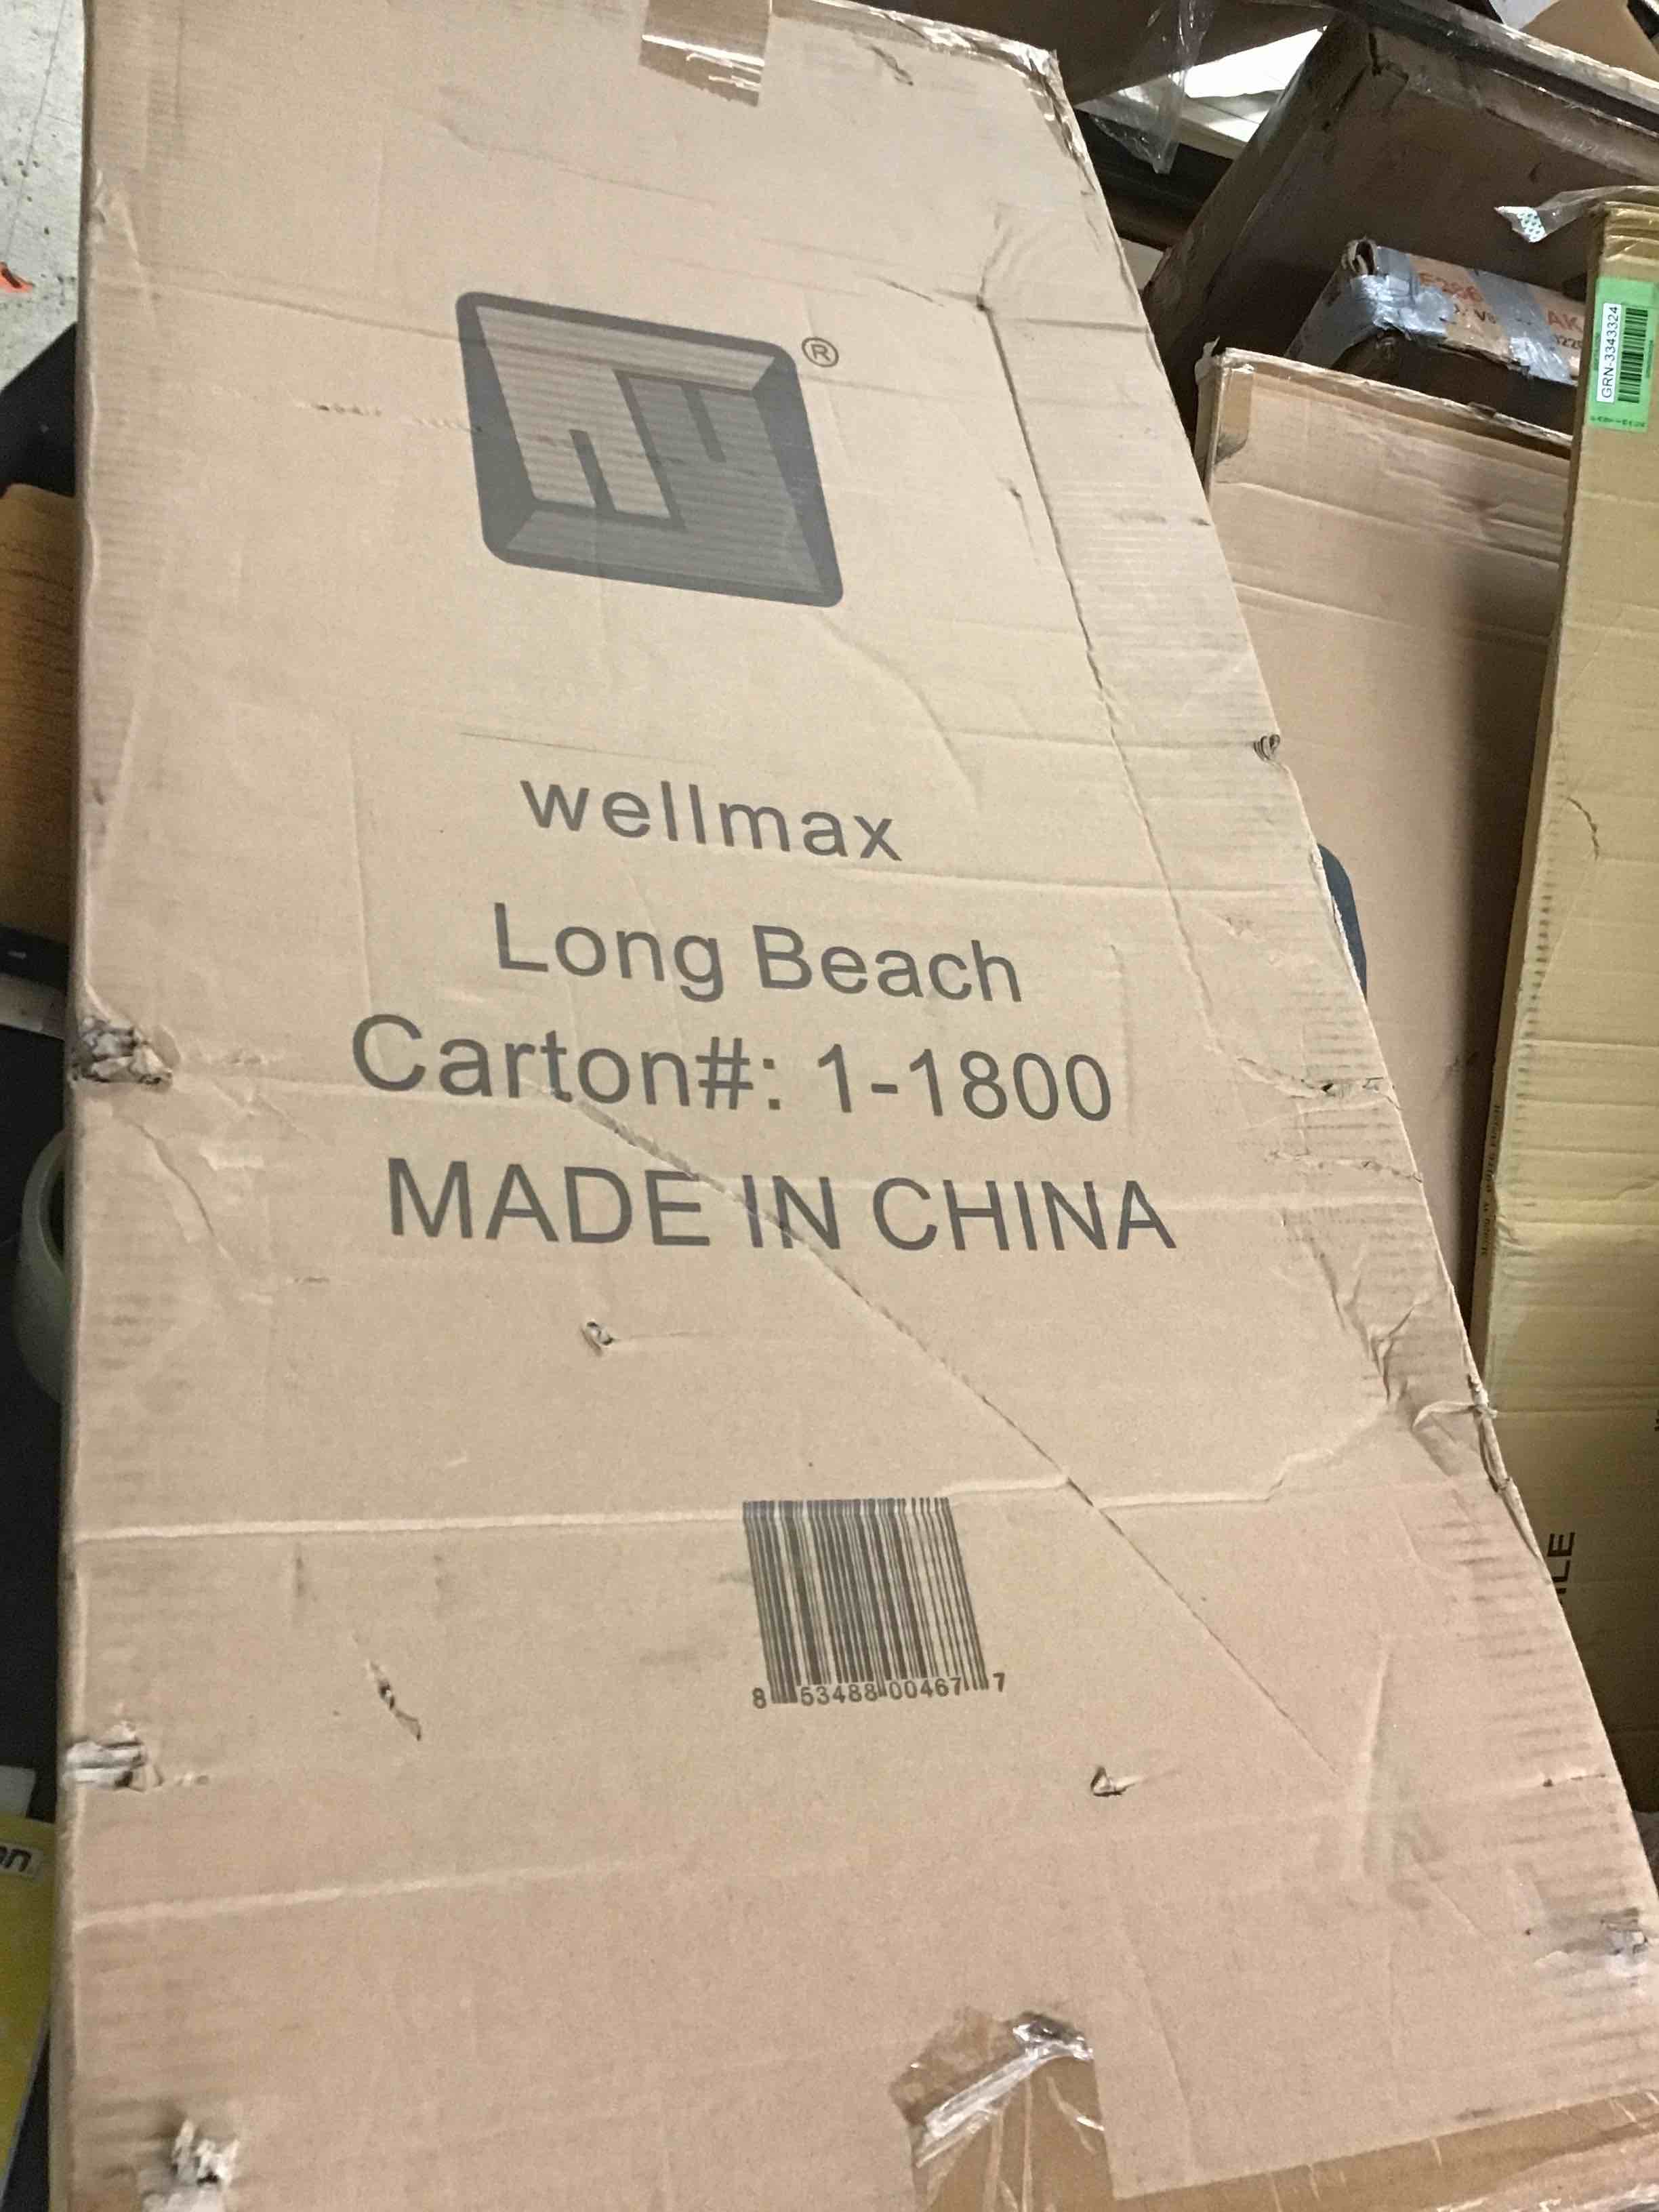 ®
wellmax
Long Beach
Carton#: 1-1800
MADE IN CHINA
8 53488 00467 7
GRN-3343324